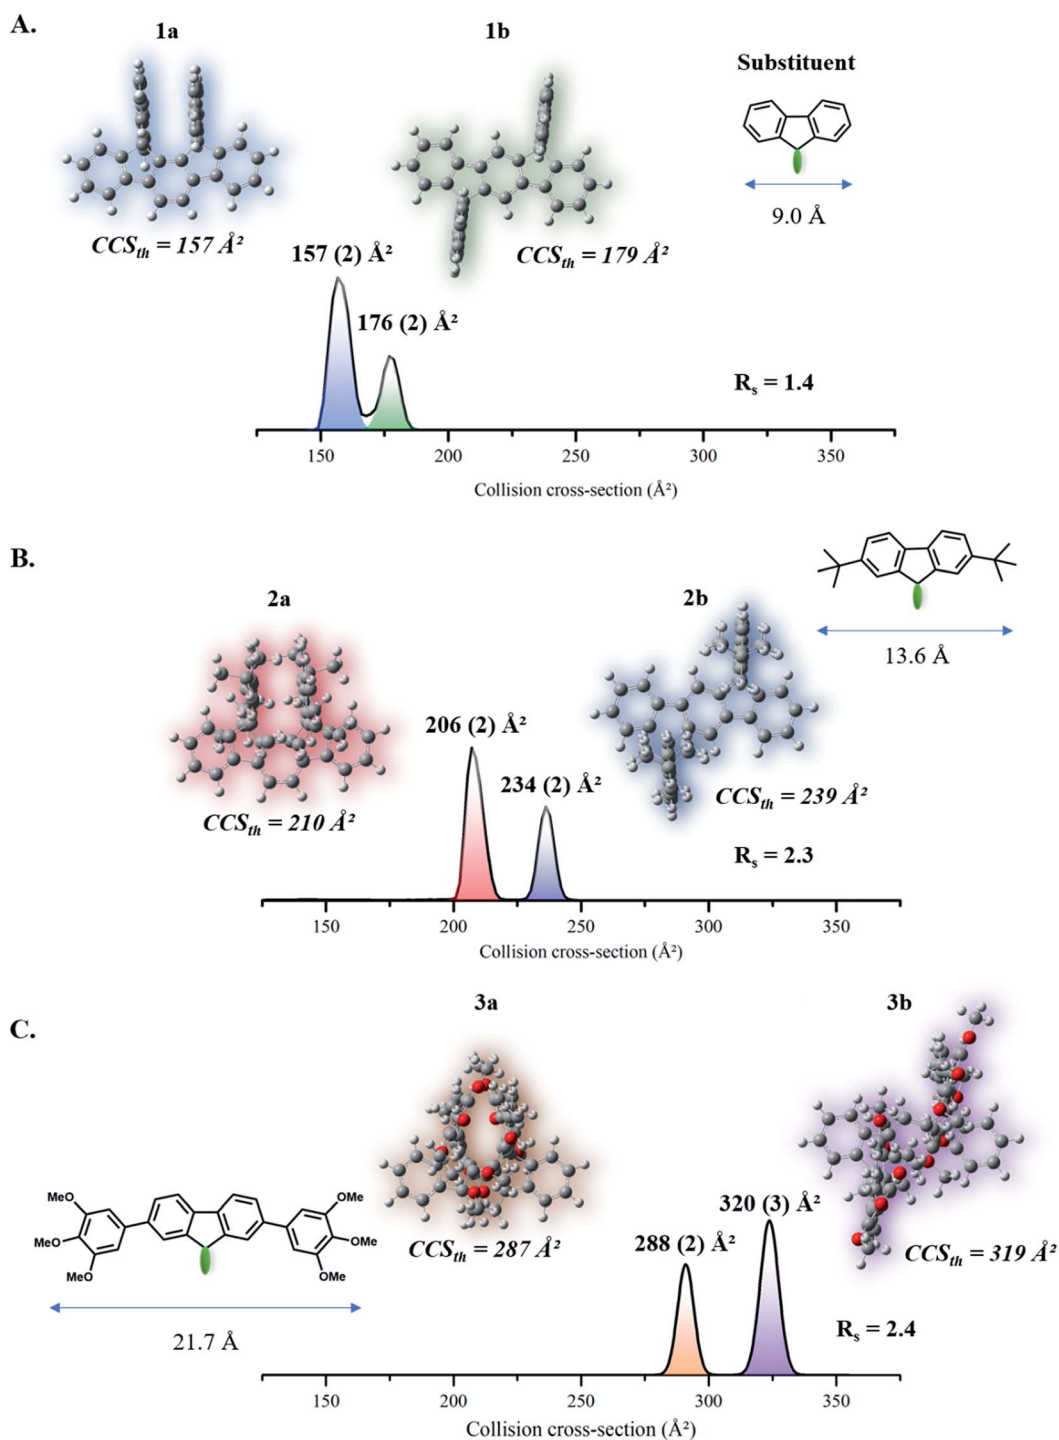 A.
1a
1b
Substituent
9.0 Å
CCSth = 157 Å²
CCSth = 179 Å²
157 (2) Å²
176 (2) Å²
Rs = 1.4
150 200 250 300 350
Collision cross-section (Å²)
B.
2a
2b
13.6 Å
206 (2) Å²
234 (2) Å²
CCSth = 210 Å²
CCSth = 239 Å²
Rs = 2.3
150 200 250 300 350
Collision cross-section (Å²)
C.
3a
3b
MeO OMe
MeO OMe
MeO OMe
21.7 Å
CCSth = 287 Å²
288 (2) Å²
320 (3) Å²
CCSth = 319 Å²
Rs = 2.4
150 200 250 300 350
Collision cross-section (Å²)